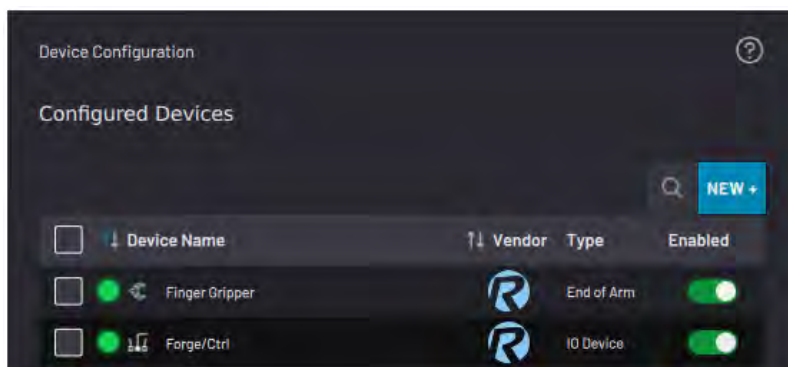 Device Configuration
Configured Devices
NEW +
Device Name Vendor Type Enabled
Finger Gripper End of Arm
Forge/Ctrl IO Device